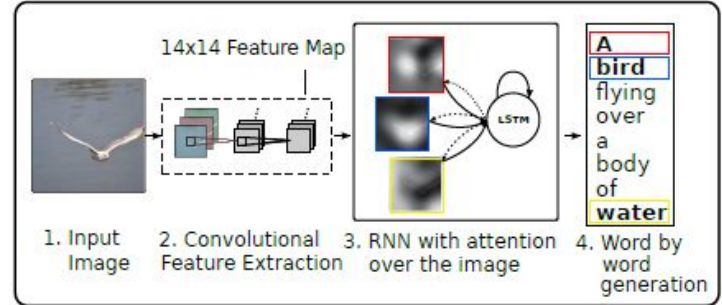 14x14 Feature Map
LSTM
A
bird
flying
over
a
body
of
water
1. Input
Image
2. Convolutional
Feature Extraction
3. RNN with attention
over the image
4. Word by
word
generation